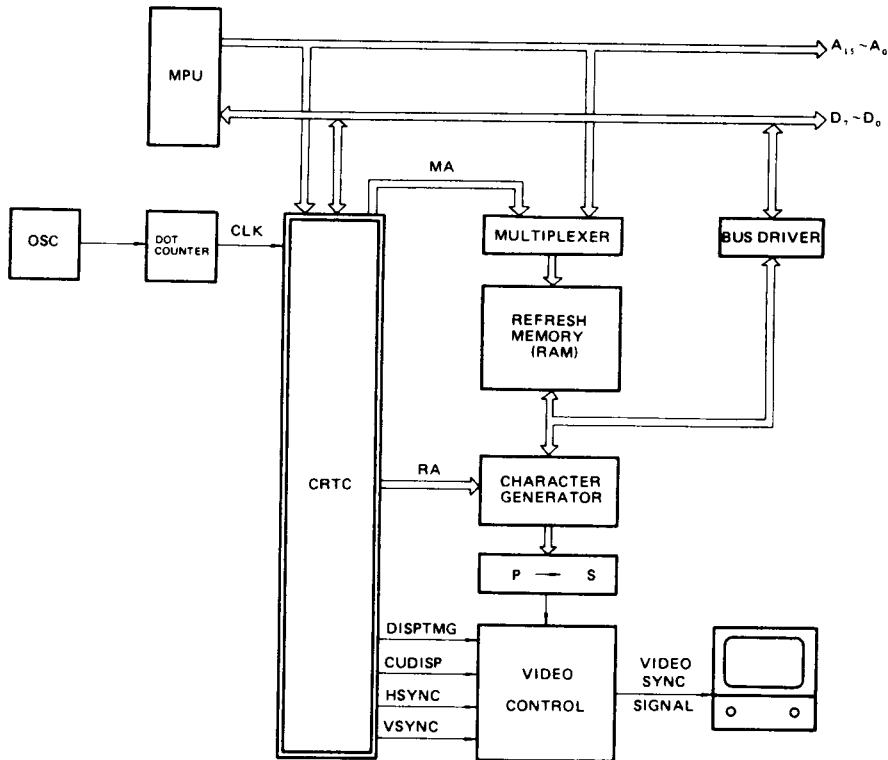 MPU
A₁₅~A₀
D₇~D₀
MA
OSC
DOT
COUNTER
CLK
MULTIPLEXER
BUS DRIVER
REFRESH
MEMORY
(RAM)
CRTC
RA
CHARACTER
GENERATOR
P → S
DISPTMG
CUDISP
HSYNC
VSYNC
VIDEO
CONTROL
VIDEO
SYNC
SIGNAL